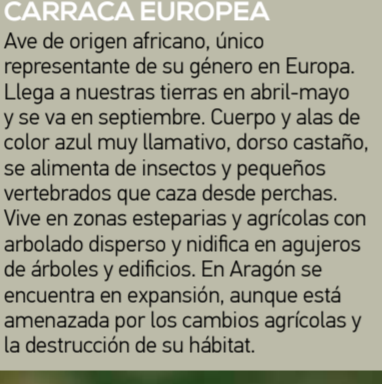 CARRACA EUROPEA
Ave de origen africano, único
representante de su género en Europa.
Llega a nuestras tierras en abril-mayo
y se va en septiembre. Cuerpo y alas de
color azul muy llamativo, dorso castaño,
se alimenta de insectos y pequeños
vertebrados que caza desde perchas.
Vive en zonas esteparias y agrícolas con
arbolado disperso y nidifica en agujeros
de árboles y edificios. En Aragón se
encuentra en expansión, aunque está
amenazada por los cambios agrícolas y
la destrucción de su hábitat.